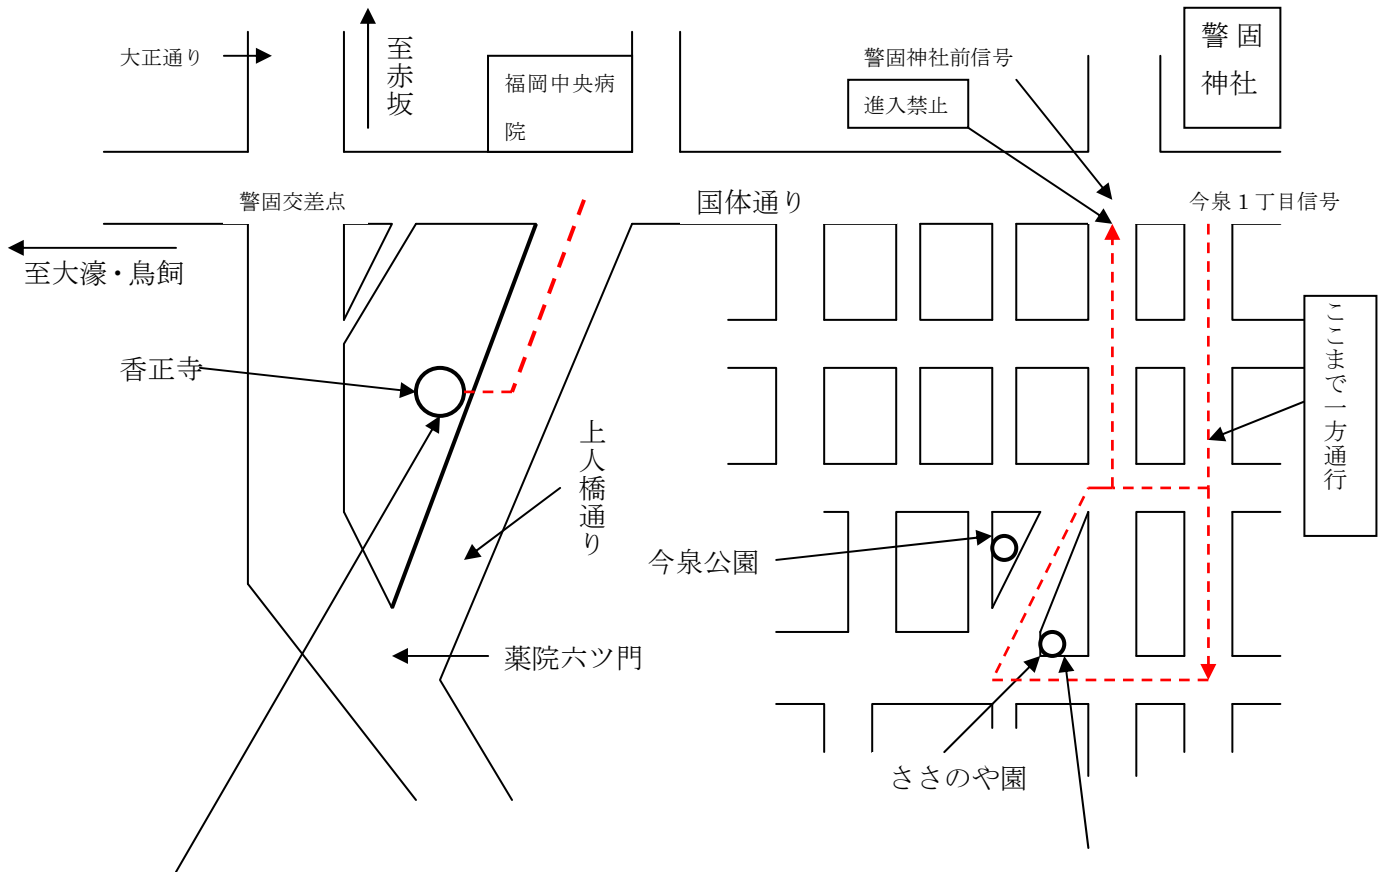 大正通り
至赤坂
福岡中央病
院
警固神社前信号
進入禁止
警 固
神社
警固交差点
国体通り
今泉１丁目信号
至大濠・鳥飼
ここまで一方通行
香正寺
上人橋通り
今泉公園
薬院六ツ門
ささのや園